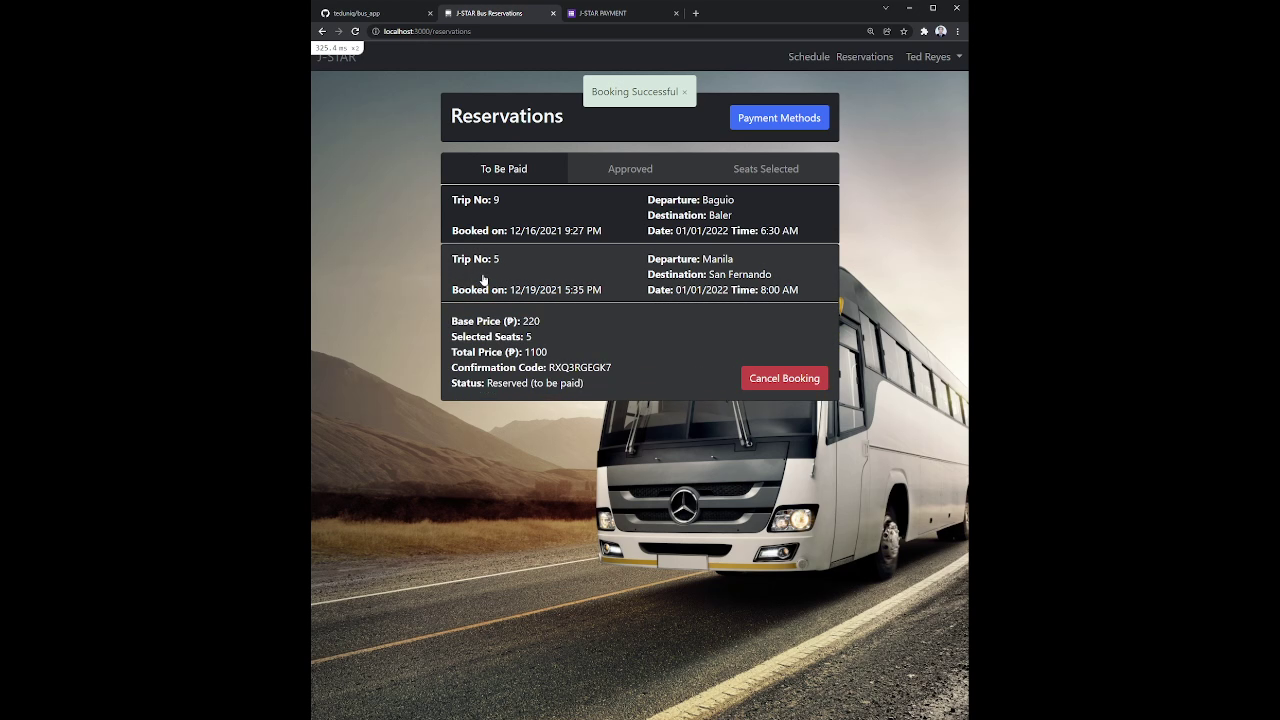 teduniq/bus_app
J-STAR Bus Reservations
J-STAR PAYMENT
localhost:3000/reservations
325.4 ms x2
J-STAR
Schedule Reservations Ted Reyes
Booking Successful ×
Reservations
Payment Methods
To Be Paid Approved Seats Selected
Trip No: 9 Departure: Baguio
Destination: Baler
Booked on: 12/16/2021 9:27 PM Date: 01/01/2022 Time: 6:30 AM
Trip No: 5 Departure: Manila
Destination: San Fernando
Booked on: 12/19/2021 5:35 PM Date: 01/01/2022 Time: 8:00 AM
Base Price (₱): 220
Selected Seats: 5
Total Price (₱): 1100
Confirmation Code: RXQ3RGEGK7
Status: Reserved (to be paid)
Cancel Booking